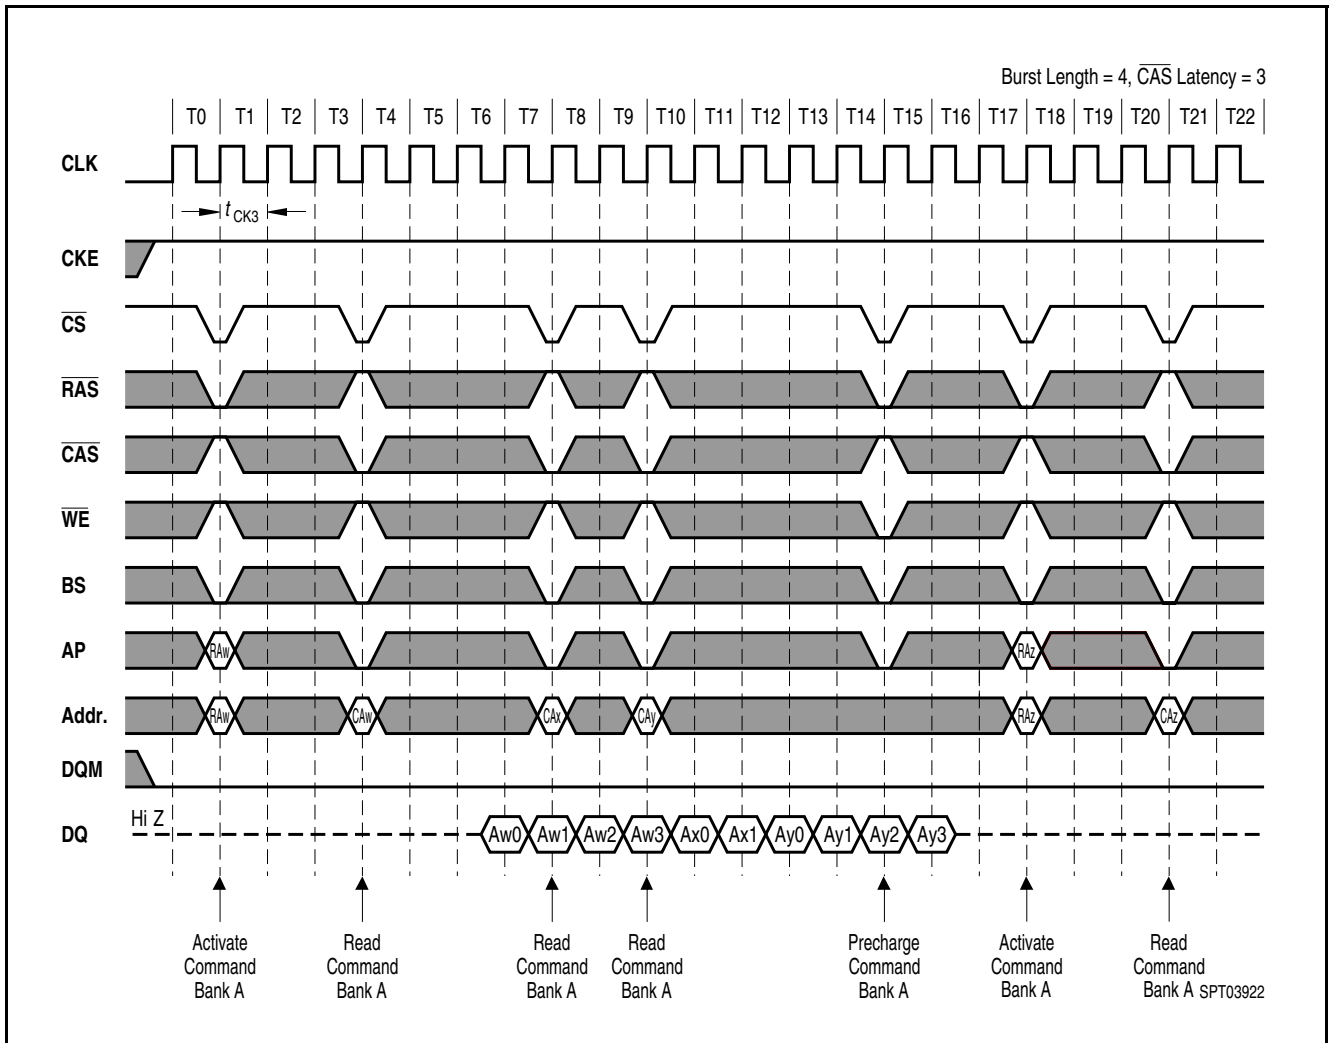 Burst Length = 4, CAS Latency = 3
T0 T1 T2 T3 T4 T5 T6 T7 T8 T9 T10 T11 T12 T13 T14 T15 T16 T17 T18 T19 T20 T21 T22
CLK
t CK3
CKE
CS
RAS
CAS
WE
BS
AP RAw RAz
Addr. RAw CAw CAx CAy RAz CAz
DQM
Hi Z
DQ Aw0 Aw1 Aw2 Aw3 Ax0 Ax1 Ay0 Ay1 Ay2 Ay3
Activate Command Bank A
Read Command Bank A
Read Command Bank A
Read Command Bank A
Precharge Command Bank A
Activate Command Bank A
Read Command Bank A
SPT03922